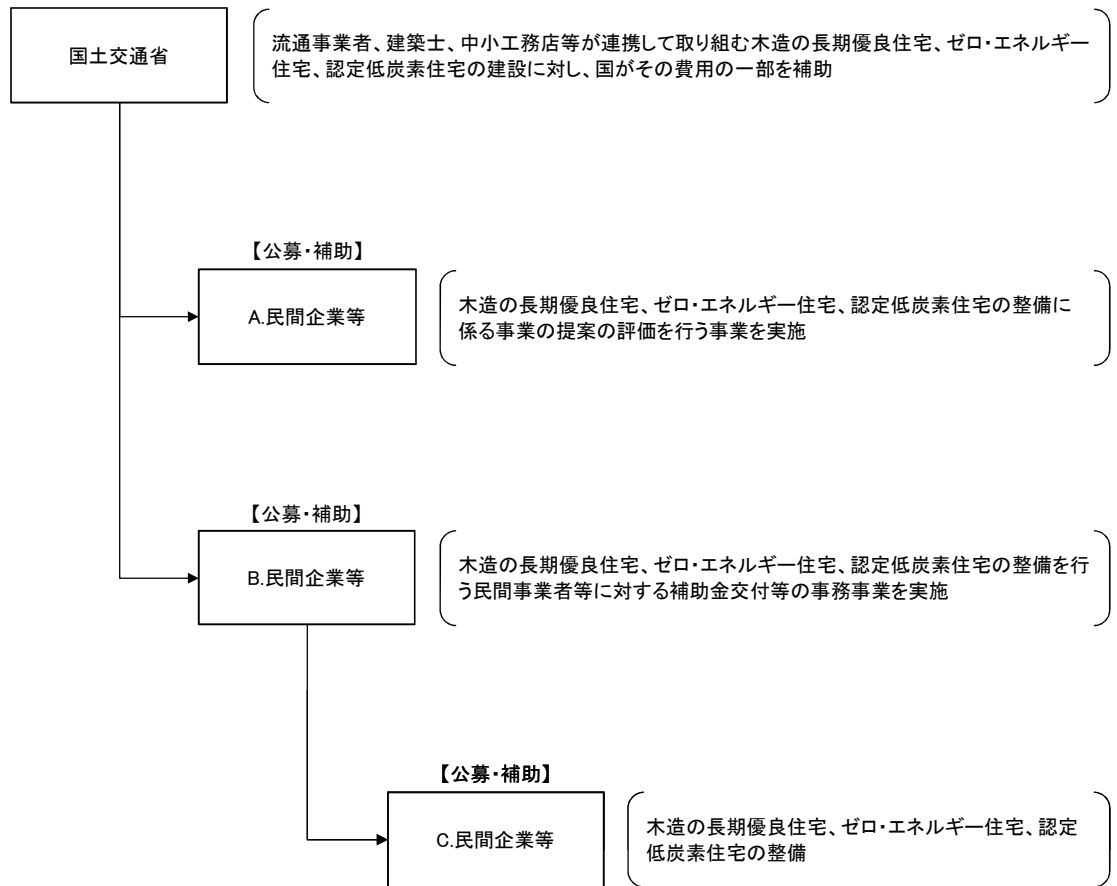 国土交通省
流通事業者、建築士、中小工務店等が連携して取り組む木造の長期優良住宅、ゼロ・エネルギー
住宅、認定低炭素住宅の建設に対し、国がその費用の一部を補助
【公募・補助】
A.民間企業等
木造の長期優良住宅、ゼロ・エネルギー住宅、認定低炭素住宅の整備に
係る事業の提案の評価を行う事業を実施
【公募・補助】
B.民間企業等
木造の長期優良住宅、ゼロ・エネルギー住宅、認定低炭素住宅の整備を行
う民間事業者等に対する補助金交付等の事務事業を実施
【公募・補助】
C.民間企業等
木造の長期優良住宅、ゼロ・エネルギー住宅、認定
低炭素住宅の整備